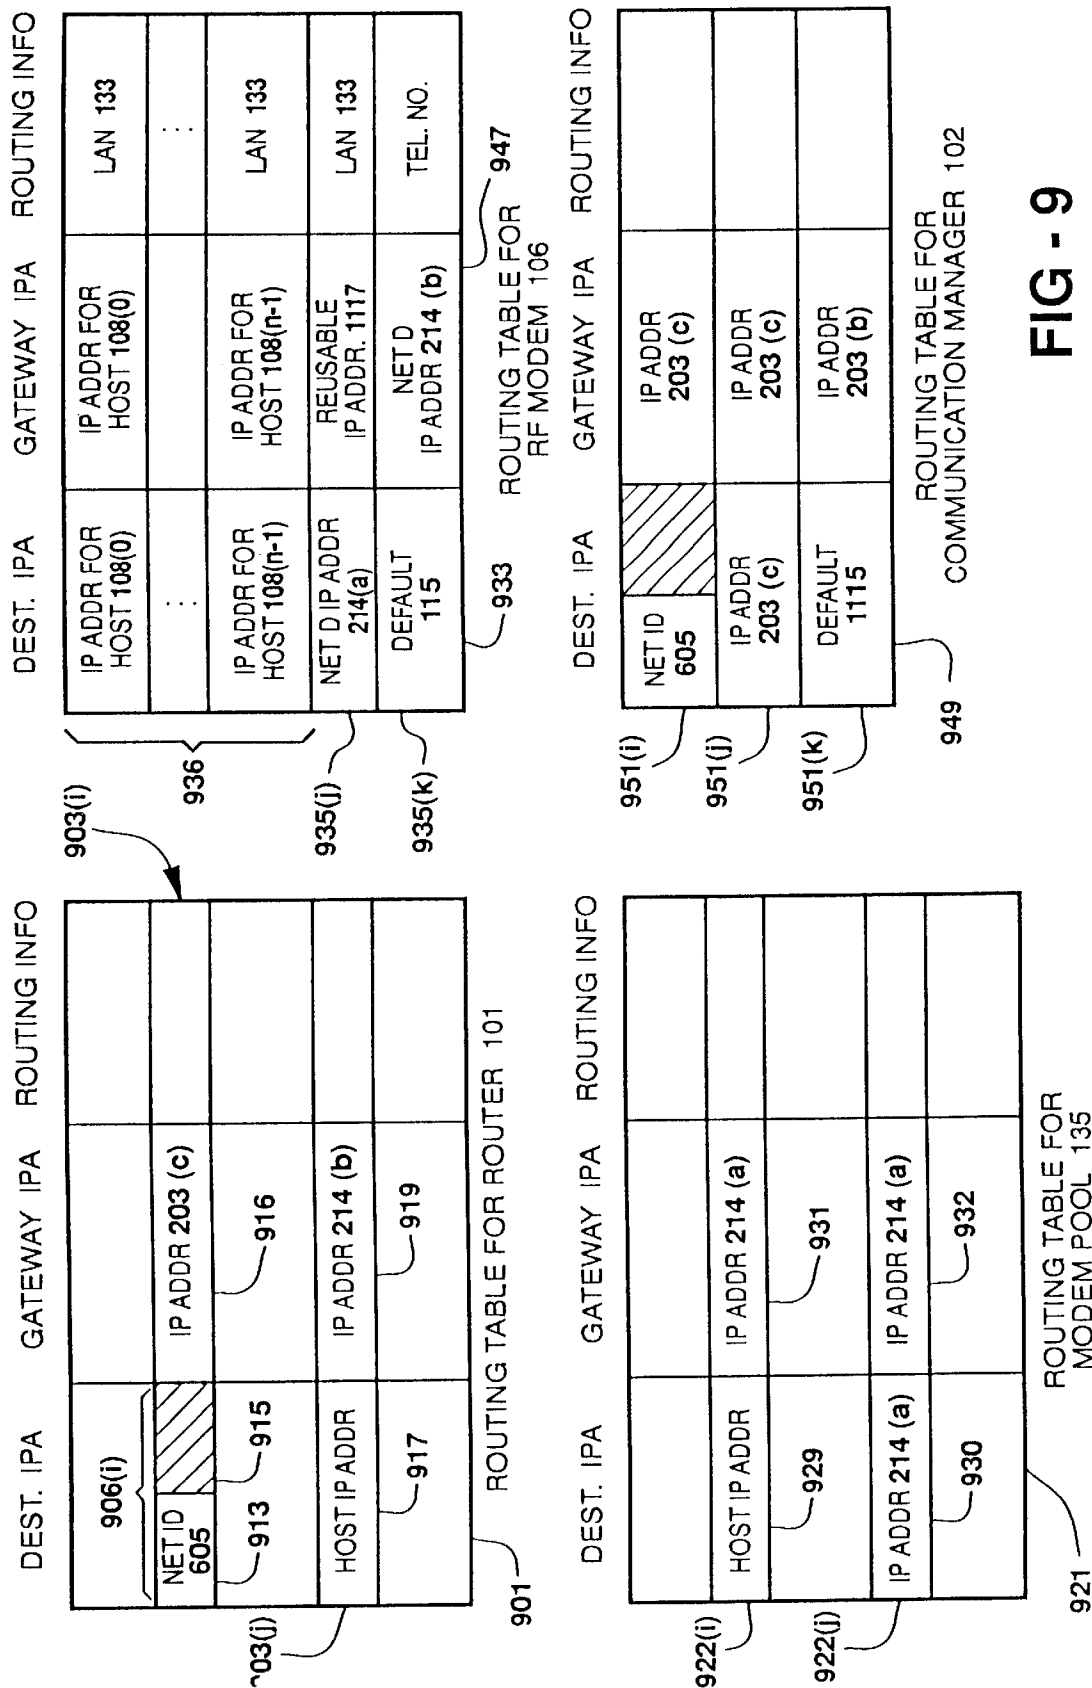 DEST. IPA GATEWAY IPA ROUTING INFO
906(i)
903(i)
NET ID
605
IP ADDR 203 (c)
913
915
916
903(j)
HOST IP ADDR
IP ADDR 214 (b)
917
919
901
ROUTING TABLE FOR ROUTER 101
DEST. IPA GATEWAY IPA ROUTING INFO
IP ADDR FOR
HOST 108(0)
IP ADDR FOR
HOST 108(0)
LAN 133
...
...
936
IP ADDR FOR
HOST 108(n-1)
IP ADDR FOR
HOST 108(n-1)
LAN 133
935(j)
NET D IP ADDR
214(a)
REUSABLE
IP ADDR. 1117
LAN 133
935(k)
DEFAULT
115
NET D
IP ADDR 214 (b)
TEL. NO.
933
947
ROUTING TABLE FOR
RF MODEM 106
DEST. IPA GATEWAY IPA ROUTING INFO
922(i)
HOST IP ADDR
IP ADDR 214 (a)
929
931
922(j)
IP ADDR 214 (a)
IP ADDR 214 (a)
930
932
921
ROUTING TABLE FOR
MODEM POOL 135
DEST. IPA GATEWAY IPA ROUTING INFO
951(i)
NET ID
605
IP ADDR
203 (c)
951(j)
IP ADDR
203 (c)
IP ADDR
203 (c)
951(k)
DEFAULT
1115
IP ADDR
203 (b)
949
ROUTING TABLE FOR
COMMUNICATION MANAGER 102
FIG - 9